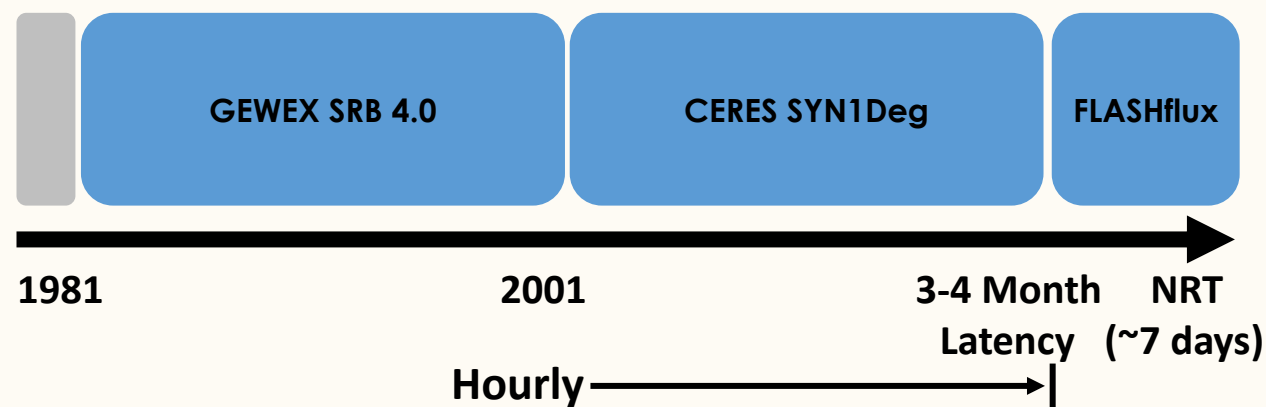 GEWEX SRB 4.0
CERES SYN1Deg
FLASHflux
1981
2001
3-4 Month
Latency
NRT
(~7 days)
Hourly